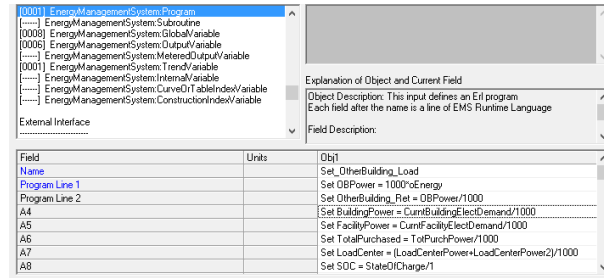 [0001] EnergyManagementSystem:Program
[------] EnergyManagementSystem:Subroutine
[0008] EnergyManagementSystem:GlobalVariable
[0006] EnergyManagementSystem:OutputVariable
[------] EnergyManagementSystem:MeteredOutputVariable
[0001] EnergyManagementSystem:TrendVariable
[------] EnergyManagementSystem:InternalVariable
[------] EnergyManagementSystem:CurveOrTableIndexVariable
[------] EnergyManagementSystem:ConstructionIndexVariable
External Interface
-------------------------
Explanation of Object and Current Field
Object Description: This input defines an Erl program
Each field after the name is a line of EMS Runtime Language
Field Description:
Field Units Obj1
Name Set_OtherBuilding_Load
Program Line 1 Set OBPower = 1000*oEnergy
Program Line 2 Set OtherBuilding_Ret = OBPower/1000
A4 Set BuildingPower = CurntBuildingElectDemand/1000
A5 Set FacilityPower = CurntFacilityElectDemand/1000
A6 Set TotalPurchased = TotPurchPower/1000
A7 Set LoadCenter = (LoadCenterPower+LoadCenterPower2)/1000
A8 Set SOC = StateOfCharge/1